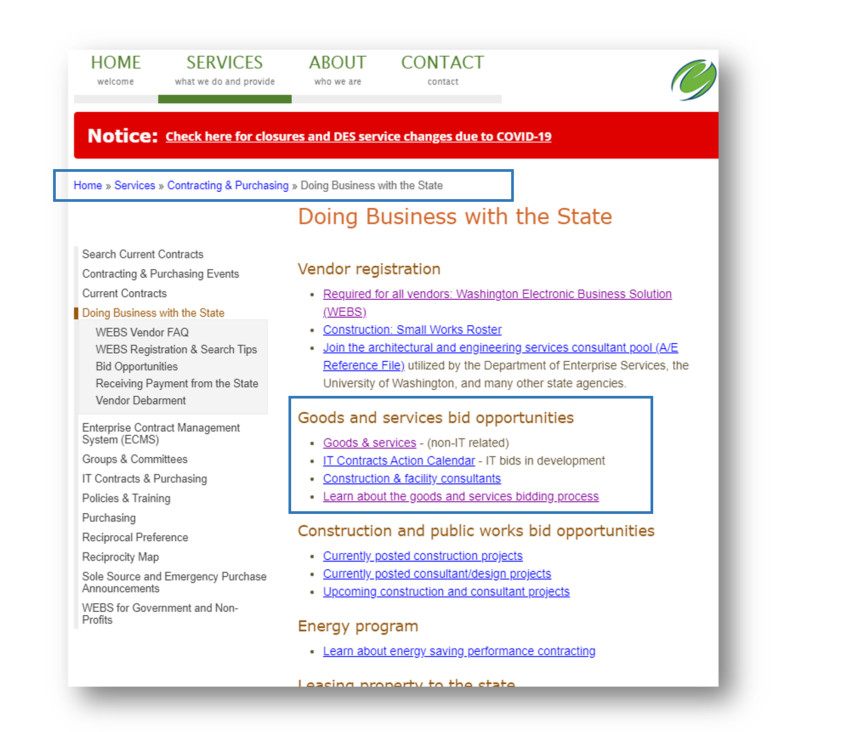 HOME SERVICES ABOUT CONTACT
welcome what we do and provide who we are contact
Notice: Check here for closures and DES service changes due to COVID-19
Home » Services » Contracting & Purchasing » Doing Business with the State
Doing Business with the State
Search Current Contracts
Contracting & Purchasing Events
Current Contracts
Doing Business with the State
WEBS Vendor FAQ
WEBS Registration & Search Tips
Bid Opportunities
Receiving Payment from the State
Vendor Debarment
Enterprise Contract Management
System (ECMS)
Groups & Committees
IT Contracts & Purchasing
Policies & Training
Purchasing
Reciprocal Preference
Reciprocity Map
Sole Source and Emergency Purchase
Announcements
WEBS for Government and Non-
Profits
Vendor registration
• Required for all vendors: Washington Electronic Business Solution
(WEBS)
• Construction: Small Works Roster
• Join the architectural and engineering services consultant pool (A/E
Reference File) utilized by the Department of Enterprise Services, the
University of Washington, and many other state agencies.
Goods and services bid opportunities
• Goods & services - (non-IT related)
• IT Contracts Action Calendar - IT bids in development
• Construction & facility consultants
• Learn about the goods and services bidding process
Construction and public works bid opportunities
• Currently posted construction projects
• Currently posted consultant/design projects
• Upcoming construction and consultant projects
Energy program
• Learn about energy saving performance contracting
Leasing property to the state